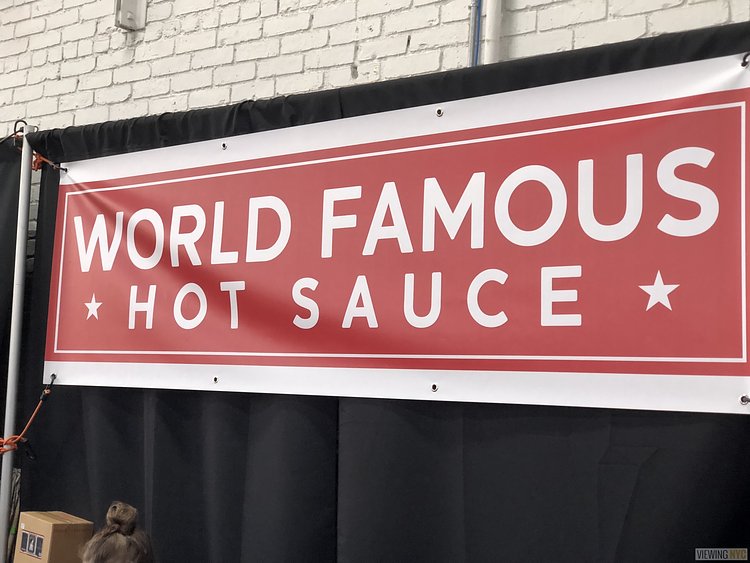 WORLD FAMOUS
HOT SAUCE
VIEWING NYC